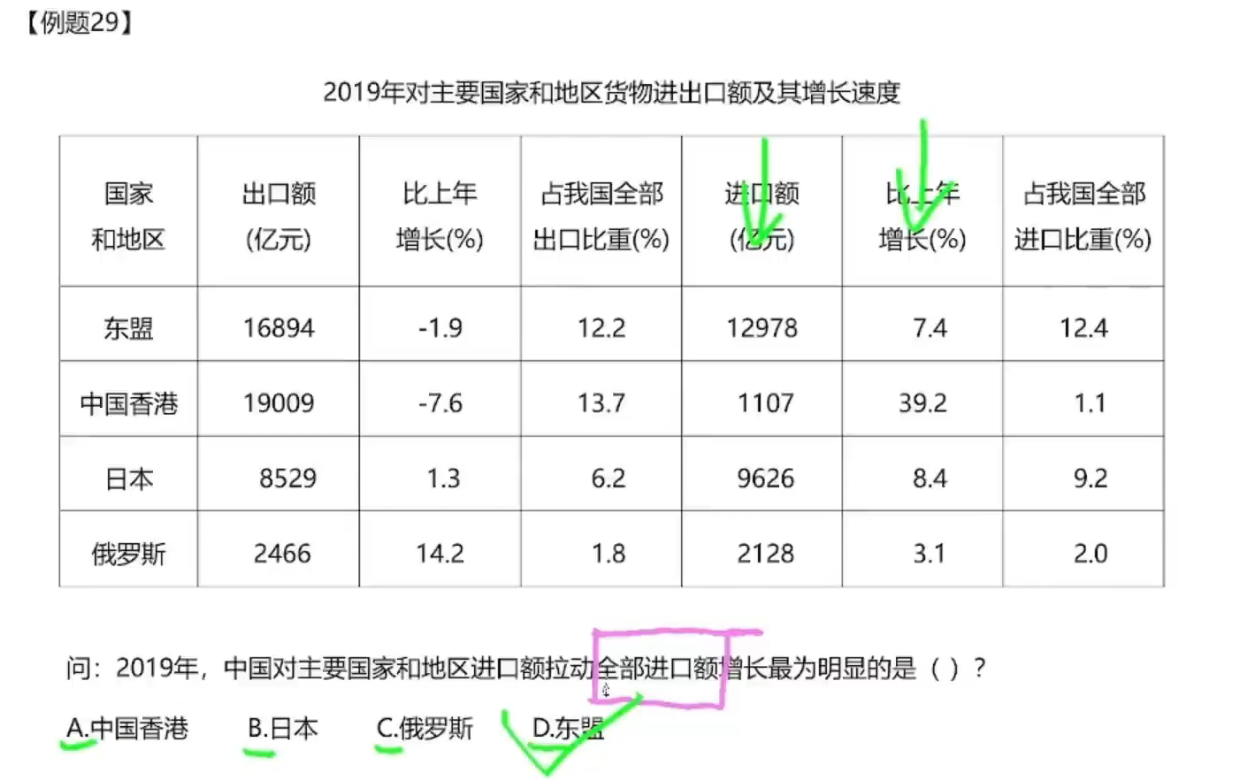 【例题29】
2019年对主要国家和地区货物进出口额及其增长速度
国家和地区 出口额(亿元) 比上年增长(%) 占我国全部出口比重(%) 进口额(亿元) 比上年增长(%) 占我国全部进口比重(%)
东盟 16894 -1.9 12.2 12978 7.4 12.4
中国香港 19009 -7.6 13.7 1107 39.2 1.1
日本 8529 1.3 6.2 9626 8.4 9.2
俄罗斯 2466 14.2 1.8 2128 3.1 2.0
问：2019年，中国对主要国家和地区进口额拉动全部进口额增长最为明显的是（ ）？
A.中国香港 B.日本 C.俄罗斯 D.东盟